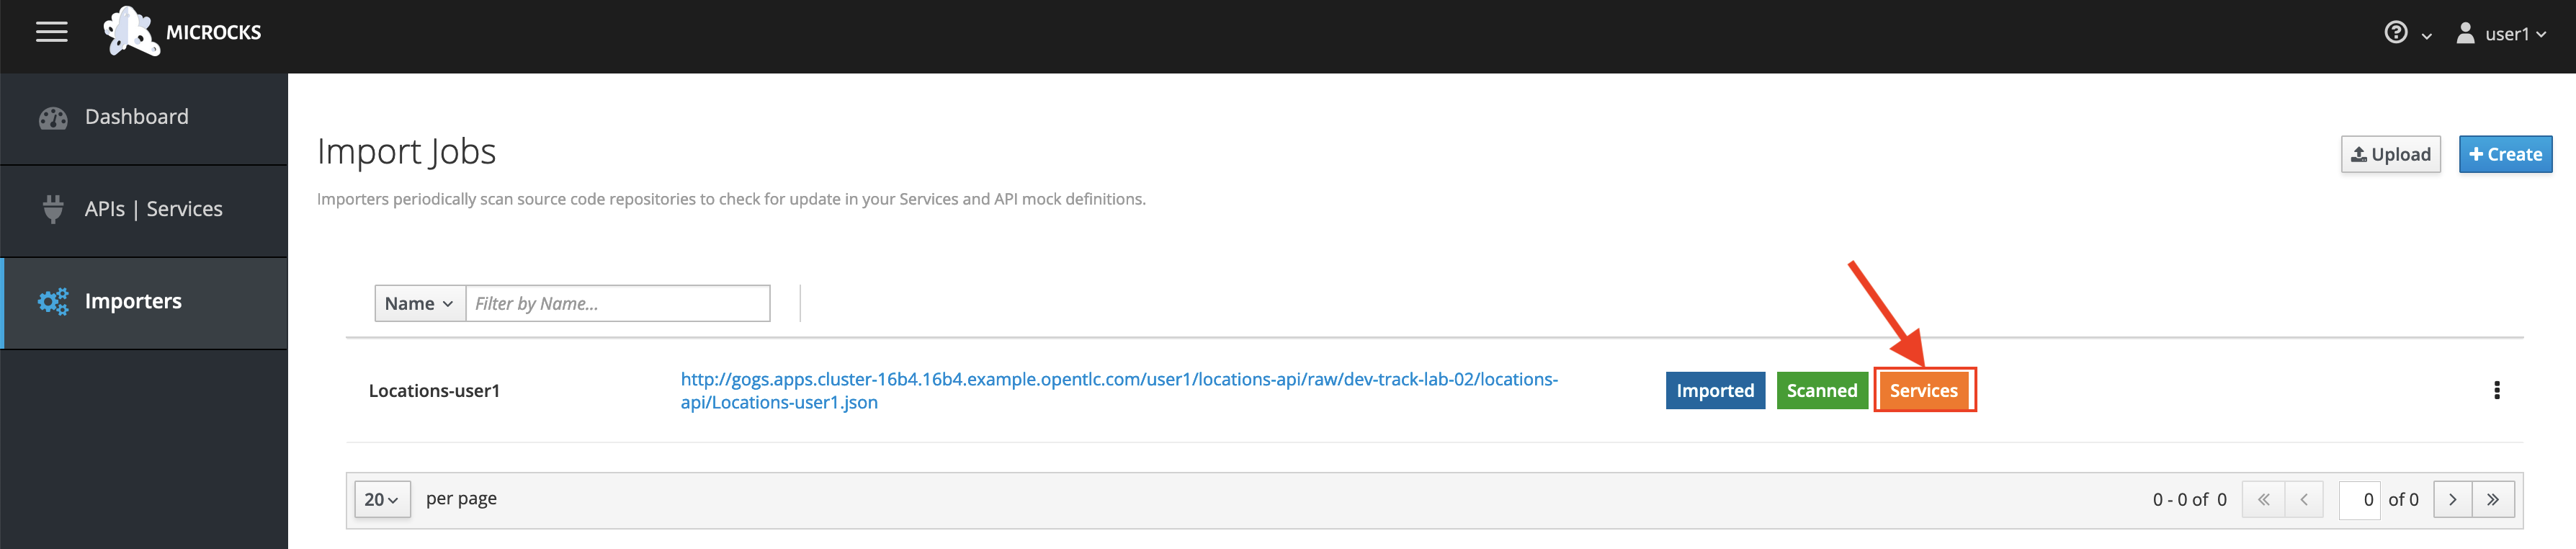 MICROCKS
user1
Dashboard
APIs | Services
Importers
Import Jobs
Upload
Create
Importers periodically scan source code repositories to check for update in your Services and API mock definitions.
Name
Filter by Name...
Locations-user1
http://gogs.apps.cluster-16b4.16b4.example.opentlc.com/user1/locations-api/raw/dev-track-lab-02/locations-
api/Locations-user1.json
Imported
Scanned
Services
20
per page
0 - 0 of 0
0 of 0